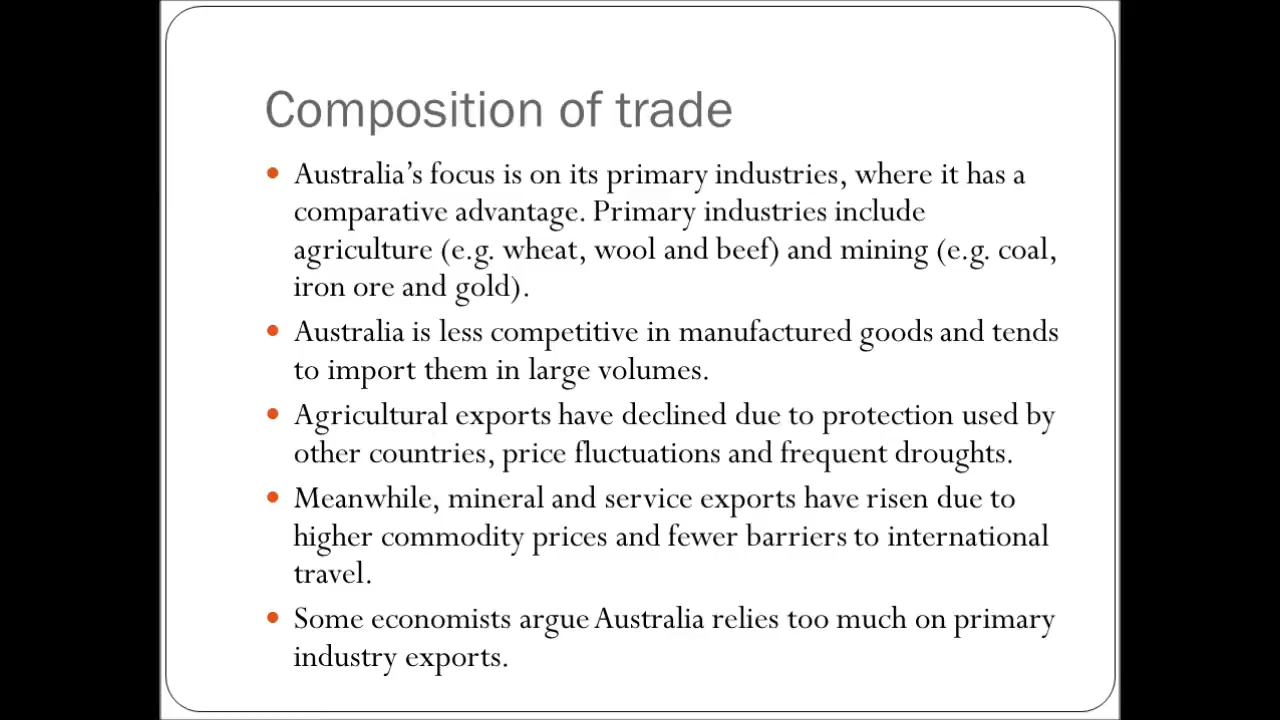 Composition of trade
• Australia’s focus is on its primary industries, where it has a
comparative advantage. Primary industries include
agriculture (e.g. wheat, wool and beef) and mining (e.g. coal,
iron ore and gold).
• Australia is less competitive in manufactured goods and tends
to import them in large volumes.
• Agricultural exports have declined due to protection used by
other countries, price fluctuations and frequent droughts.
• Meanwhile, mineral and service exports have risen due to
higher commodity prices and fewer barriers to international
travel.
• Some economists argue Australia relies too much on primary
industry exports.